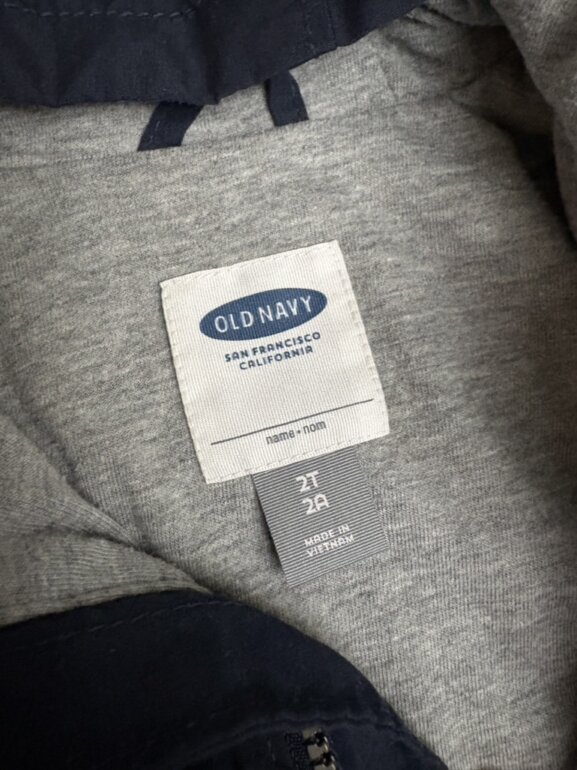 OLD NAVY
SAN FRANCISCO
CALIFORNIA
name • nom
2T
2A
MADE IN
VIETNAM